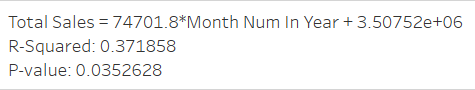 Total Sales = 74701.8*Month Num In Year + 3.50752e+06
R-Squared: 0.371858
P-value: 0.0352628